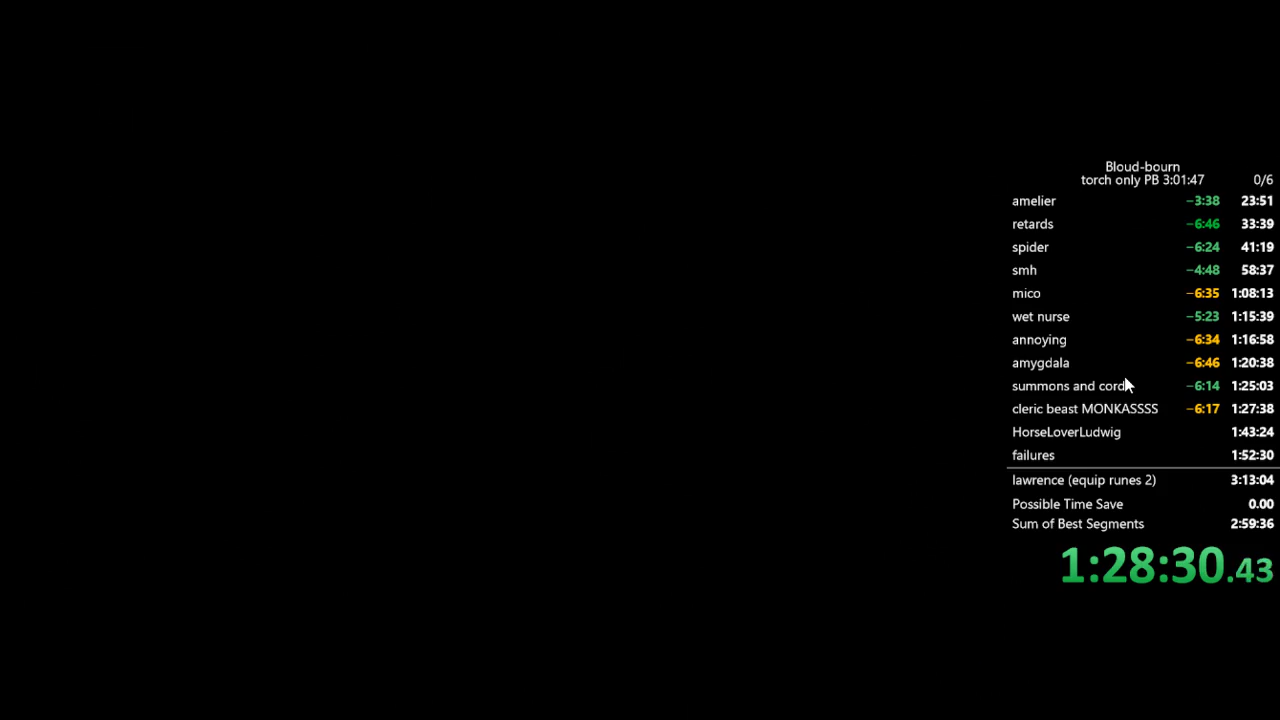 Bloud-bourn
torch only PB 3:01:47 0/6
amelier −3:38 23:51
retards −6:46 33:39
spider −6:24 41:19
smh −4:48 58:37
mico −6:35 1:08:13
wet nurse −5:23 1:15:39
annoying −6:34 1:16:58
amygdala −6:46 1:20:38
summons and cord −6:14 1:25:03
cleric beast MONKASSSS −6:17 1:27:38
HorseLoverLudwig 1:43:24
failures 1:52:30
lawrence (equip runes 2) 3:13:04
Possible Time Save 0.00
Sum of Best Segments 2:59:36
1:28:30.43